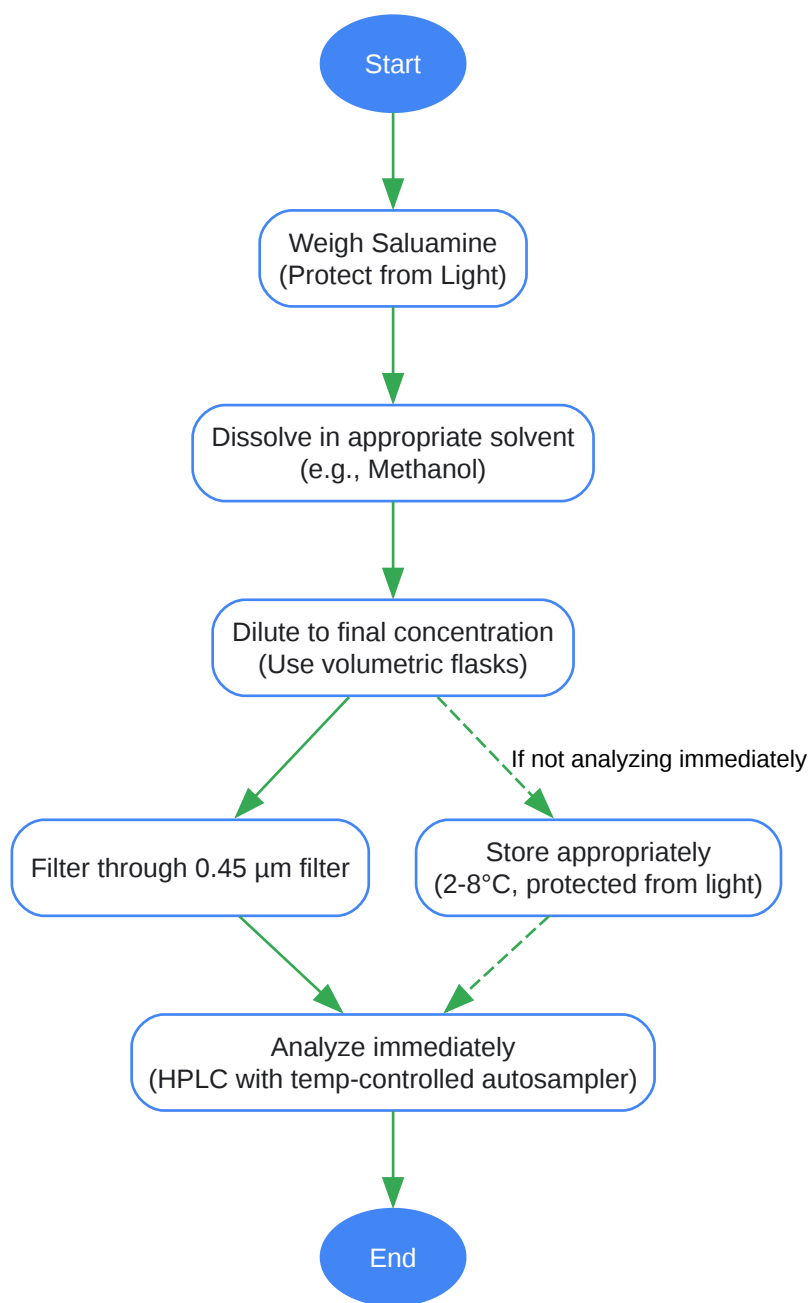 Start
Weigh Saluamine
(Protect from Light)
Dissolve in appropriate solvent
(e.g., Methanol)
Dilute to final concentration
(Use volumetric flasks)
If not analyzing immediately
Filter through 0.45 µm filter
Store appropriately
(2-8°C, protected from light)
Analyze immediately
(HPLC with temp-controlled autosampler)
End